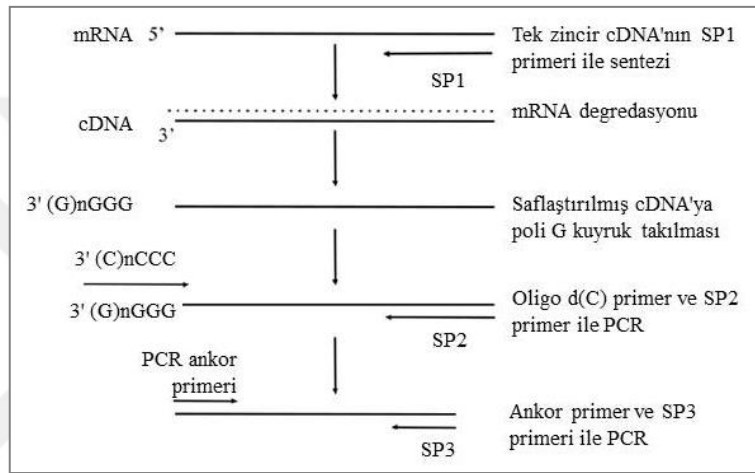 mRNA 5’
Tek zincir cDNA'nın SP1
primeri ile sentezi
SP1
mRNA degredasyonu
cDNA
3’
3' (G)nGGG
Saflaştırılmış cDNA'ya
poli G kuyruk takılması
3' (C)nCCC
3' (G)nGGG
Oligo d(C) primer ve SP2
primer ile PCR
SP2
PCR ankor
primeri
Ankor primer ve SP3
primeri ile PCR
SP3